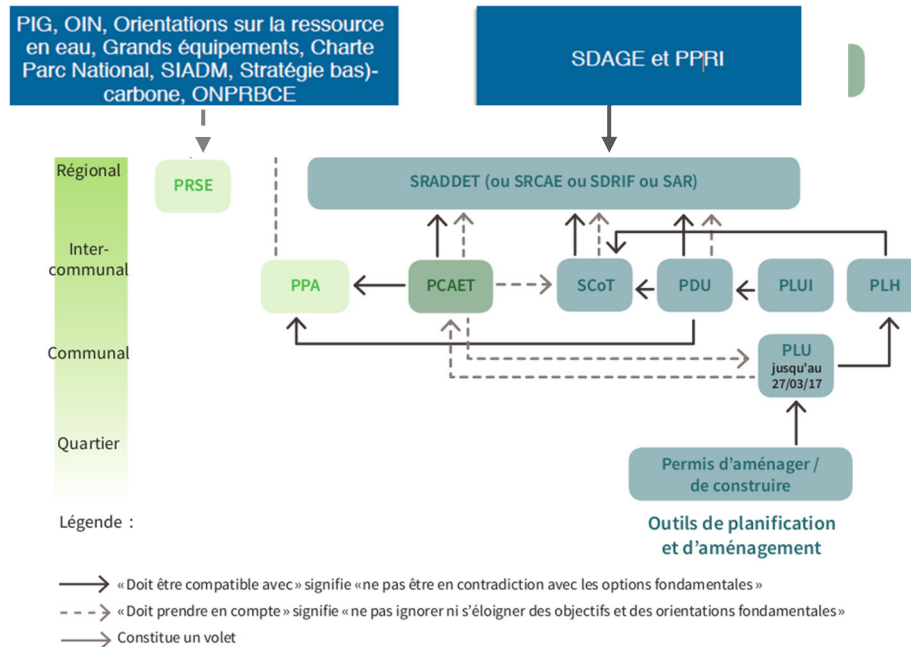 PIG, OIN, Orientations sur la ressource
en eau, Grands équipements, Charte
Parc National, SIADM, Stratégie bas)-
carbone, ONPRBCE
SDAGE et PPRI
Régional
PRSE
SRADDET (ou SRCAE ou SDRIF ou SAR)
Inter-
communal
PPA
PCAET
SCoT
PDU
PLUI
PLH
Communal
PLU
jusqu'au
27/03/17
Quartier
Permis d'aménager /
de construire
Légende :
Outils de planification
et d'aménagement
« Doit être compatible avec » signifie « ne pas être en contradiction avec les options fondamentales »
« Doit prendre en compte » signifie « ne pas ignorer ni s'éloigner des objectifs et des orientations fondamentales »
Constitue un volet